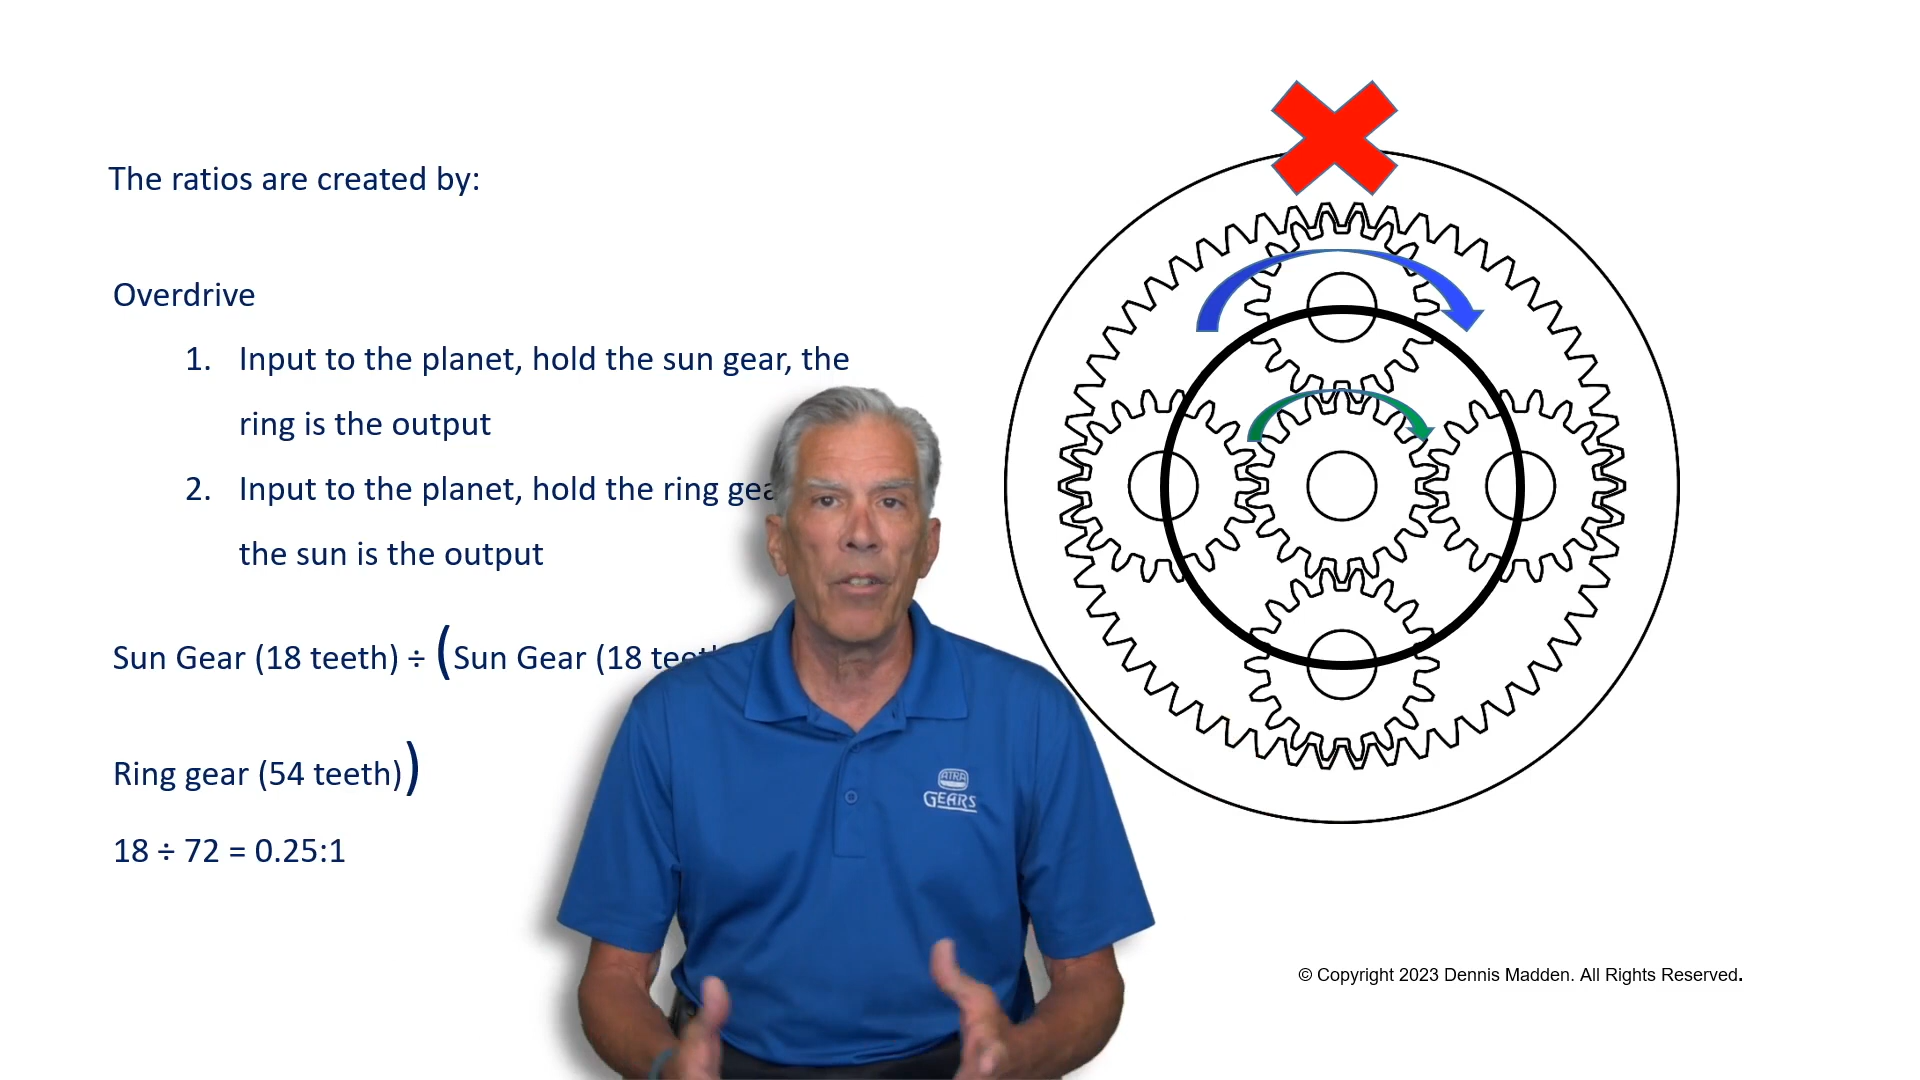 The ratios are created by:
Overdrive
1. Input to the planet, hold the sun gear, the
ring is the output
2. Input to the planet, hold the ring
the sun is the output
Sun Gear (18 teeth) ÷ (Sun Gear (18
Ring gear (54 teeth))
18 ÷ 72 = 0.25:1
ATRA
GEARS
© Copyright 2023 Dennis Madden. All Rights Reserved.